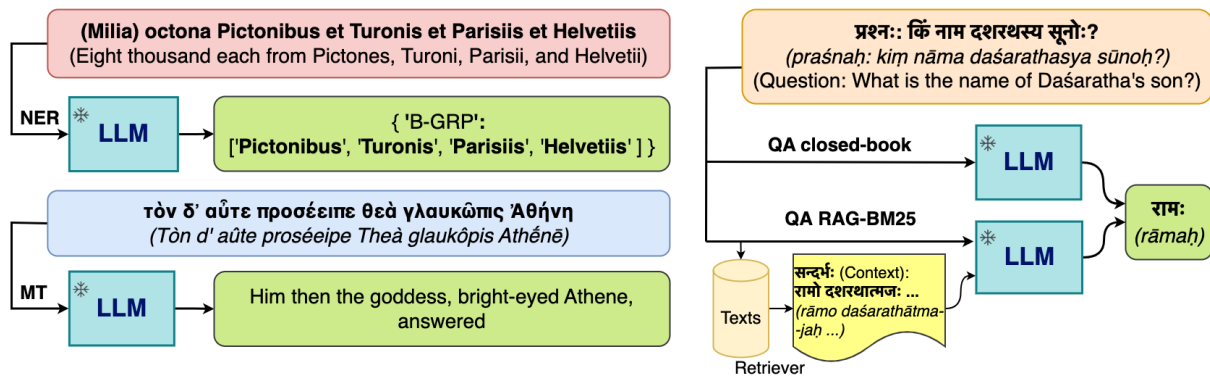 (Milia) octona Pictonibus et Turonis et Parisiis et Helvetiis
(Eight thousand each from Pictones, Turoni, Parisii, and Helvetii)
NER
LLM
{ 'B-GRP':
['Pictonibus', 'Turonis', 'Parisiis', 'Helvetiis' ] }
τὸν δ’ αὖτε προσέειπε θεὰ γλαυκῶπις Ἀθήνη
(Tòn d' aûte proséeipe Theà glaukôpis Athḗnē)
MT
LLM
Him then the goddess, bright-eyed Athene,
answered
प्रश्नः: किं नाम दशरथस्य सूनोः?
(praśnaḥ: kiṃ nāma daśarathasya sūnoḥ?)
(Question: What is the name of Daśaratha's son?)
QA closed-book
LLM
QA RAG-BM25
LLM
रामः
(rāmaḥ)
Texts
सन्दर्भः (Context):
रामो दशरथात्मजः ...
(rāmo daśarathātma-
-jaḥ ...)
Retriever